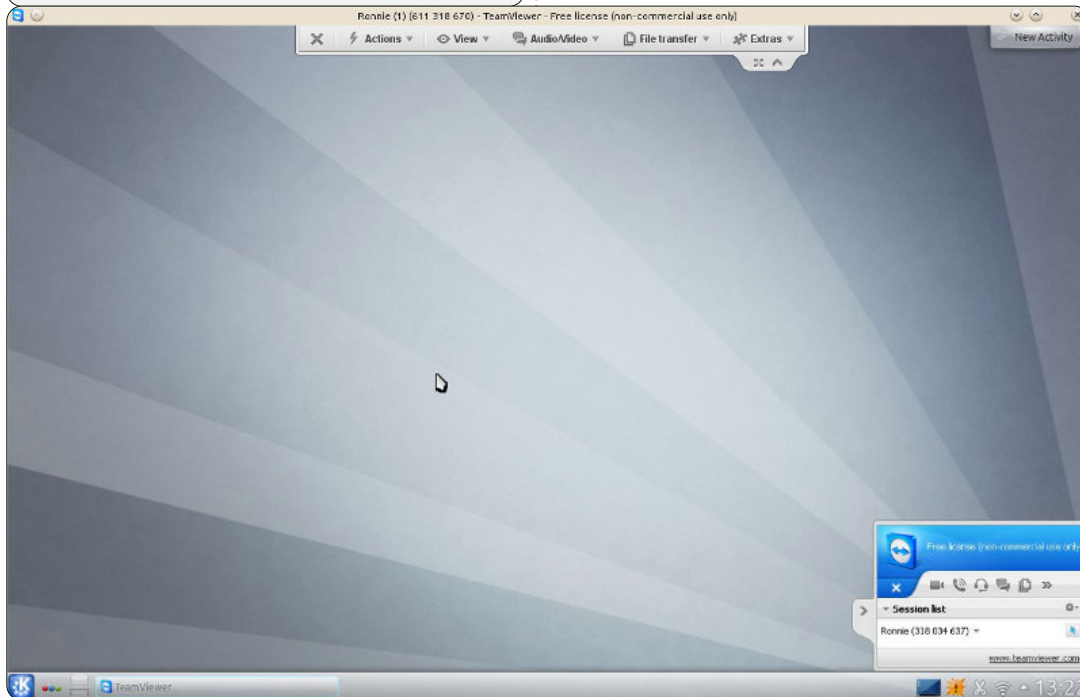 Ronnie (1) (611 318 670) - TeamViewer - Free license (non-commercial use only)
Actions View Audio/Video File transfer Extras
New Activity
Free license (non-commercial use only
Session list
Ronnie (318 034 637)
www.teamviewer.com
TeamViewer